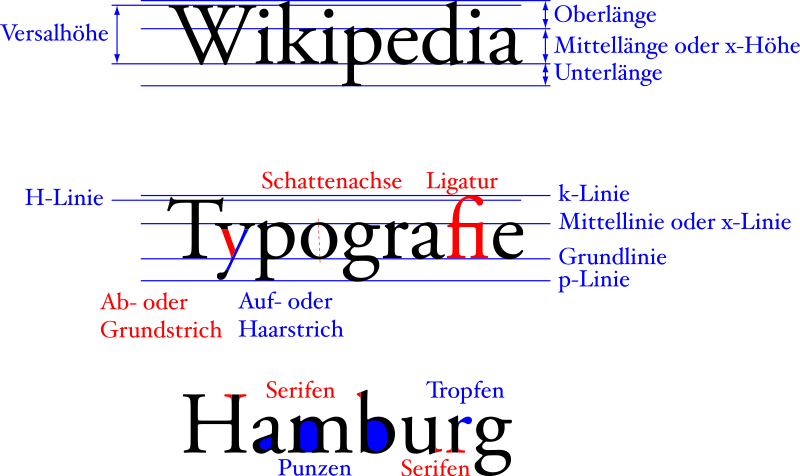 Versalhöhe
Wikipedia
Oberlänge
Mittellänge oder x-Höhe
Unterlänge
Schattenachse Ligatur
H-Linie
k-Linie
Typografie
Mittellinie oder x-Linie
Grundlinie
p-Linie
Ab- oder
Grundstrich
Auf- oder
Haarstrich
Serifen
Tropfen
Hamburg
Punzen
Serifen